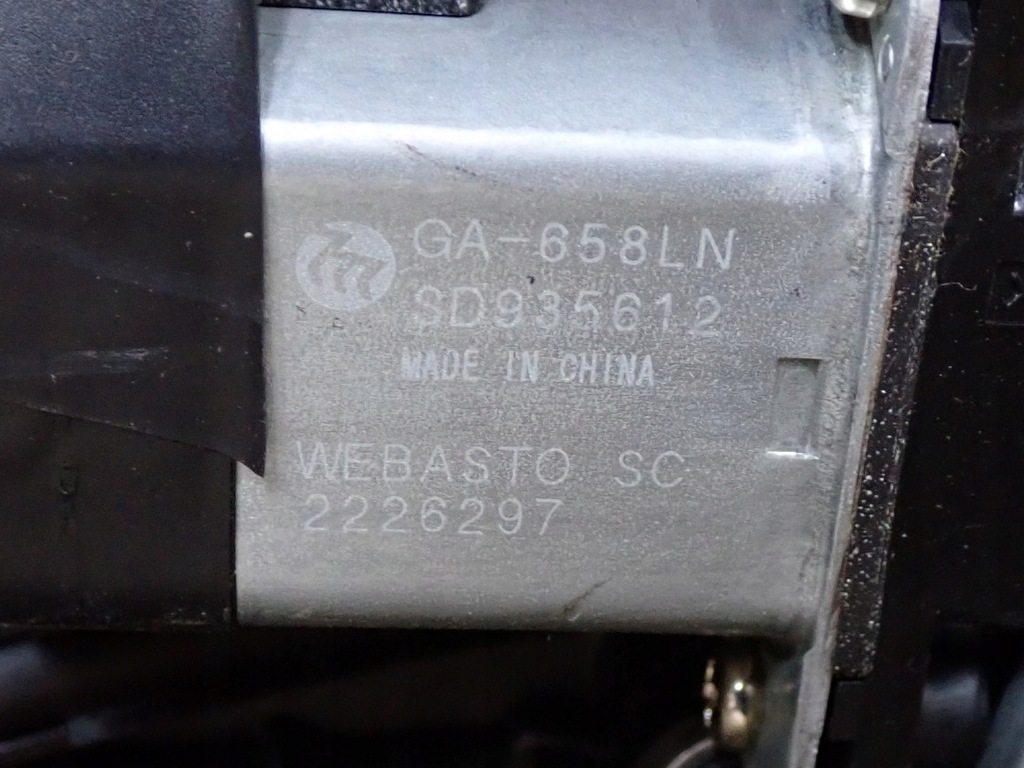 GA-658LN
SD935612
MADE IN CHINA
WEBASTO SC
2226297